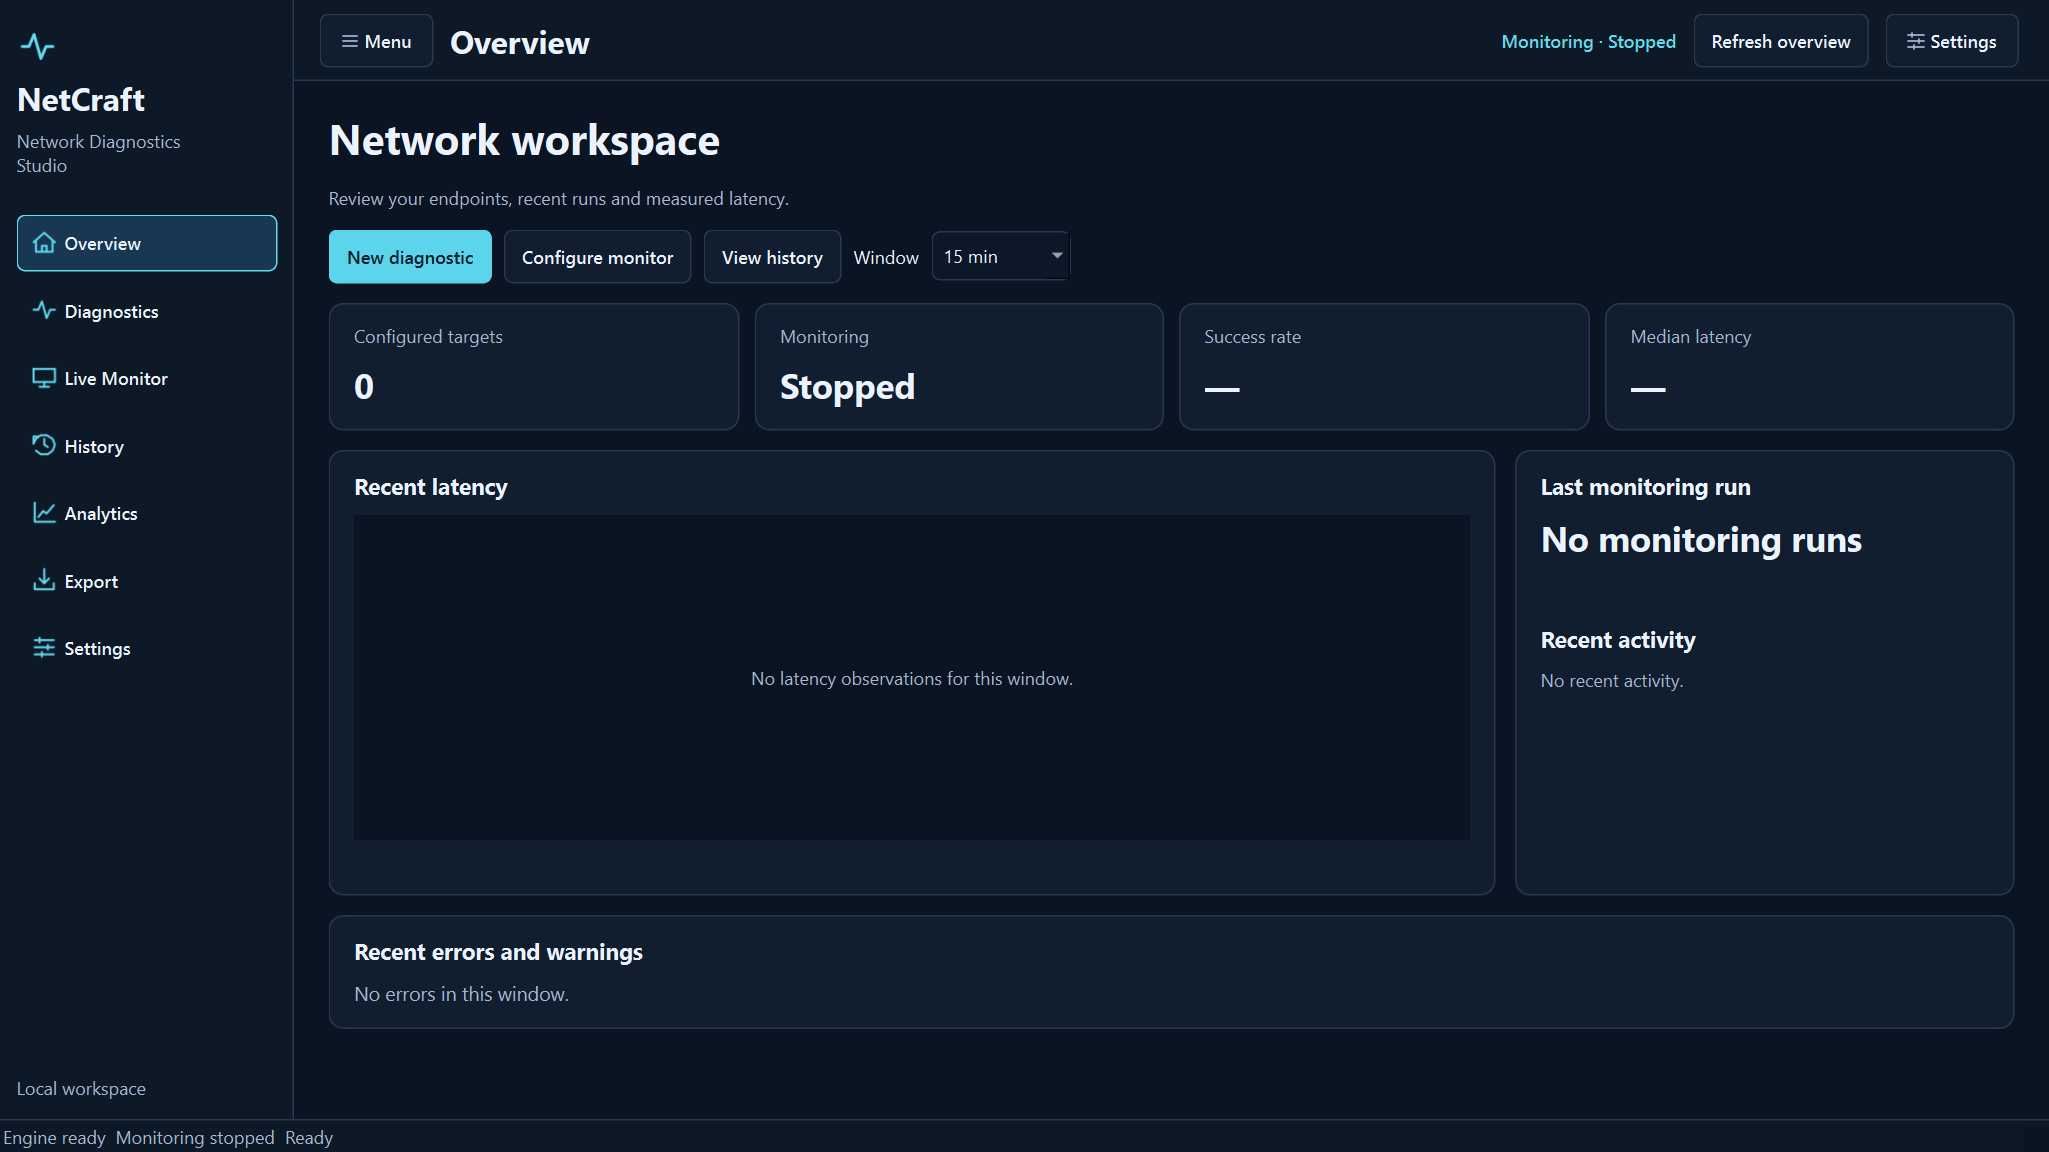 NetCraft
Network Diagnostics
Studio
Overview
Diagnostics
Live Monitor
History
Analytics
Export
Settings
Local workspace
Menu
Overview
Monitoring · Stopped
Refresh overview
Settings
Network workspace
Review your endpoints, recent runs and measured latency.
New diagnostic
Configure monitor
View history
Window
15 min
Configured targets
0
Monitoring
Stopped
Success rate
—
Median latency
—
Recent latency
No latency observations for this window.
Last monitoring run
No monitoring runs
Recent activity
No recent activity.
Recent errors and warnings
No errors in this window.
Engine ready Monitoring stopped Ready